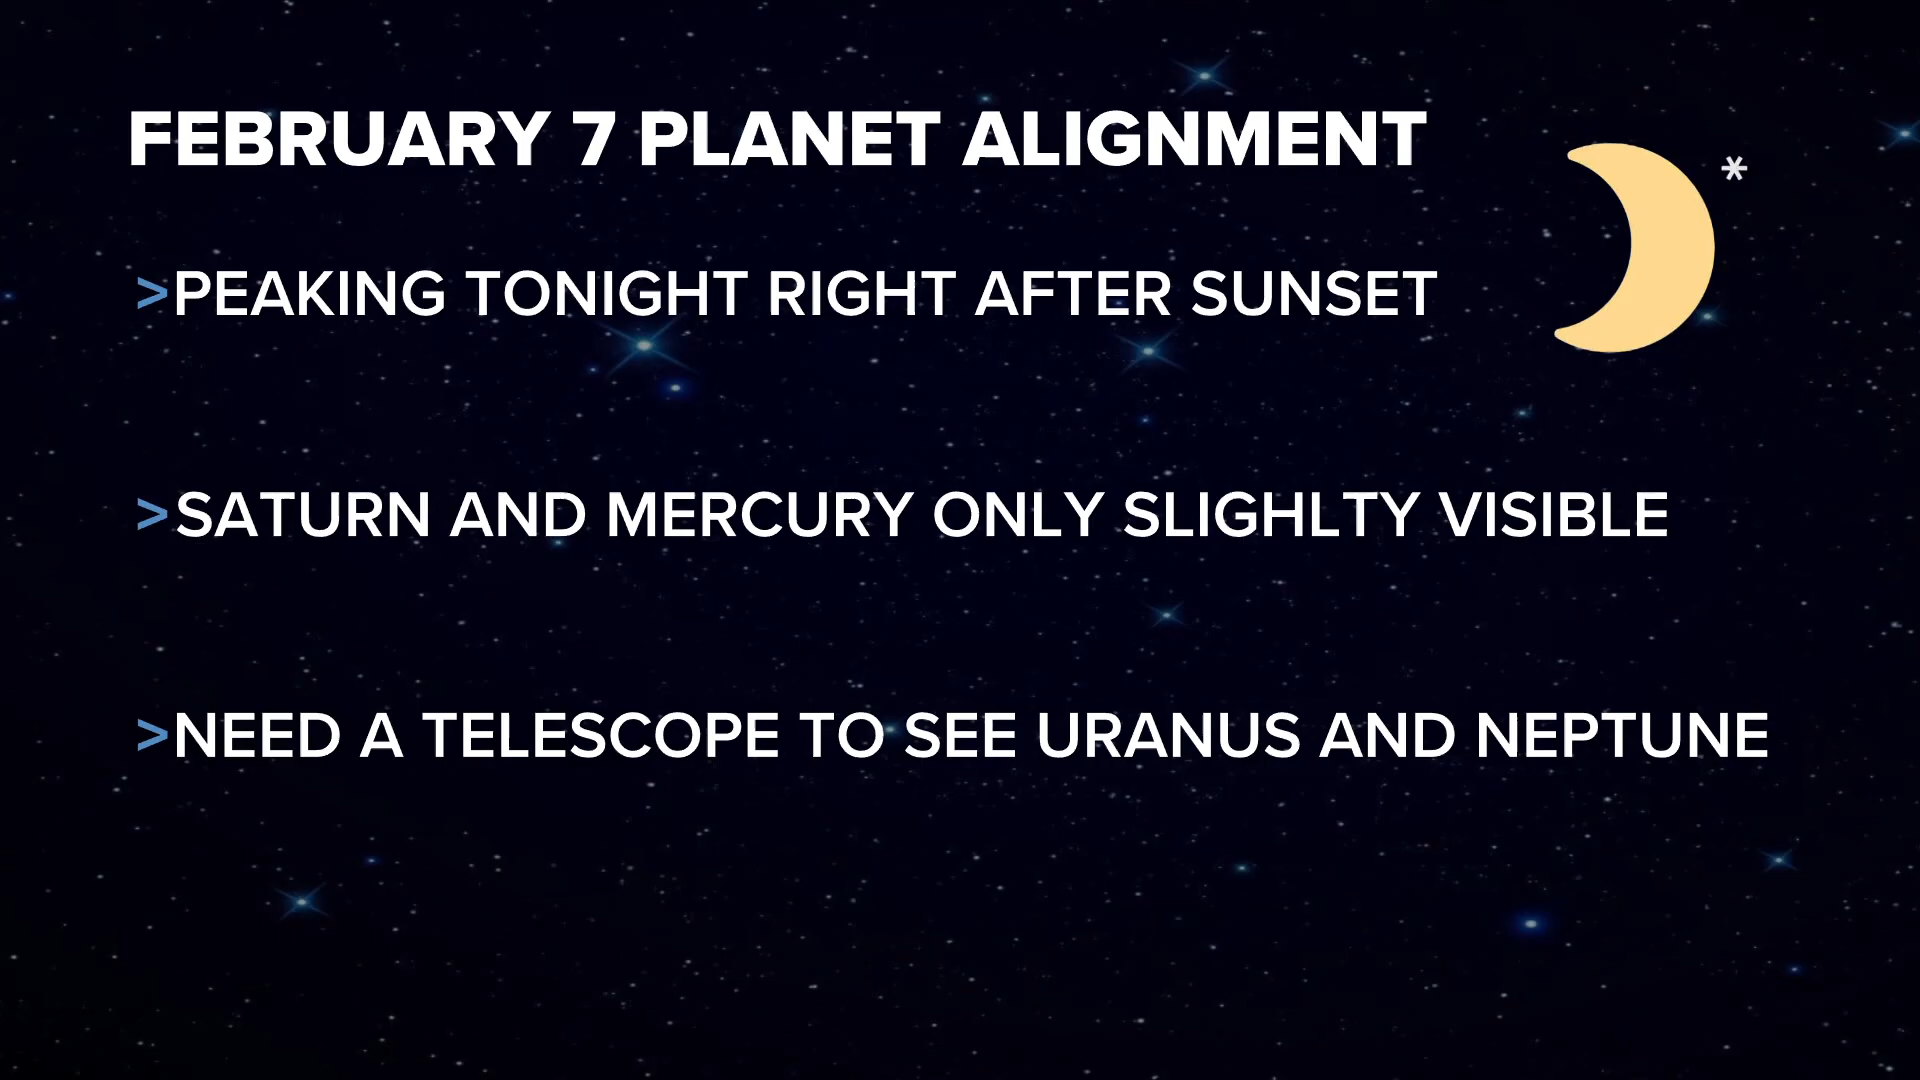 FEBRUARY 7 PLANET ALIGNMENT
*
>PEAKING TONIGHT RIGHT AFTER SUNSET
>SATURN AND MERCURY ONLY SLIGHLTY VISIBLE
>NEED A TELESCOPE TO SEE URANUS AND NEPTUNE